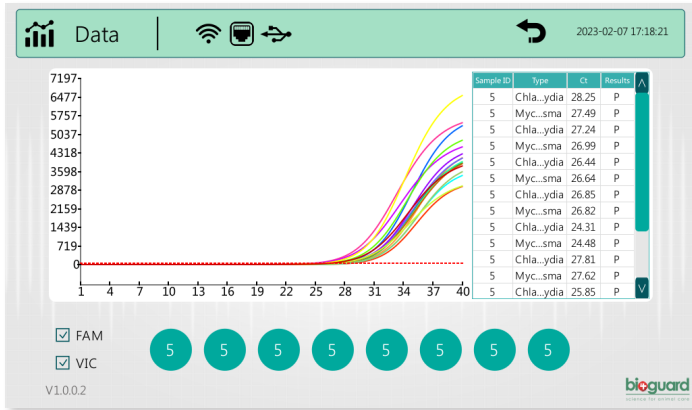 Data
2023-02-07 17:18:21
7197
6477
5757
5037
4318
3598
2878
2159
1439
719
0
1 4 7 10 13 16 19 22 25 28 31 34 37 40
Sample ID Type Ct Results
5 Chla...ydia 28.25 P
5 Myc...sma 27.49 P
5 Chla...ydia 27.24 P
5 Myc...sma 26.99 P
5 Chla...ydia 26.44 P
5 Myc...sma 26.64 P
5 Chla...ydia 26.85 P
5 Myc...sma 26.82 P
5 Chla...ydia 24.31 P
5 Myc...sma 24.48 P
5 Chla...ydia 27.81 P
5 Myc...sma 27.62 P
5 Chla...ydia 25.85 P
FAM
VIC
5 5 5 5 5 5 5 5
V1.0.0.2
bioguard
science for animal care